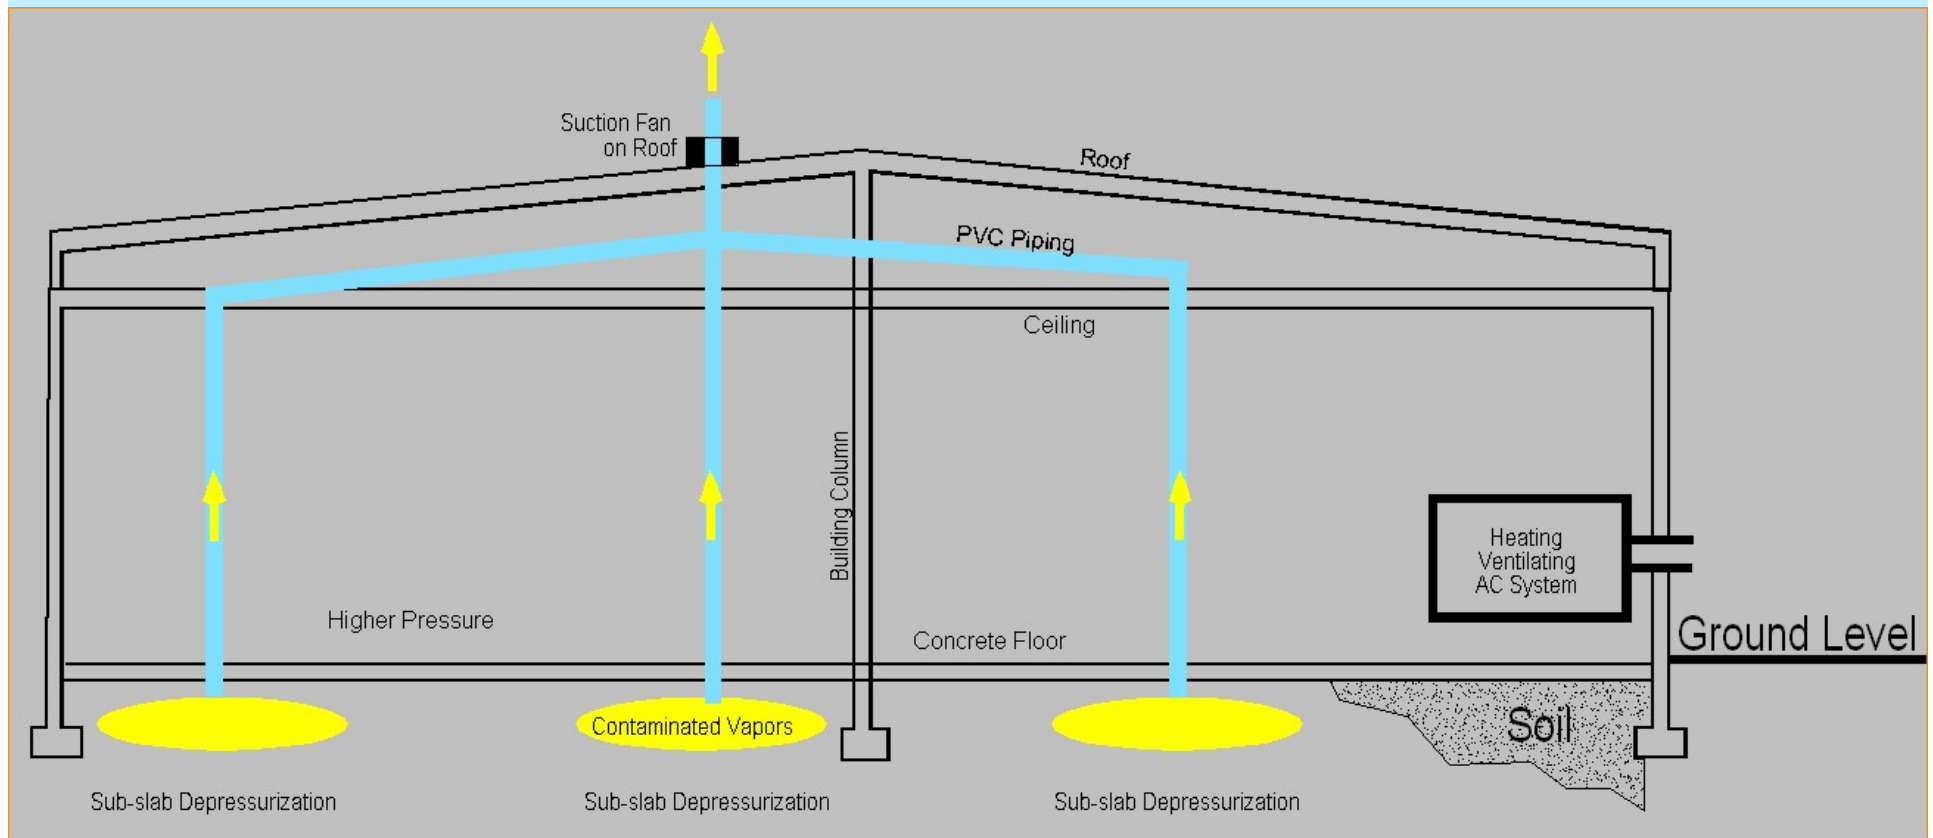 Suction Fan
on Roof
Roof
PVC Piping
Ceiling
Building Column
Heating
Ventilating
AC System
Higher Pressure
Concrete Floor
Ground Level
Contaminated Vapors
Soil
Sub-slab Depressurization
Sub-slab Depressurization
Sub-slab Depressurization